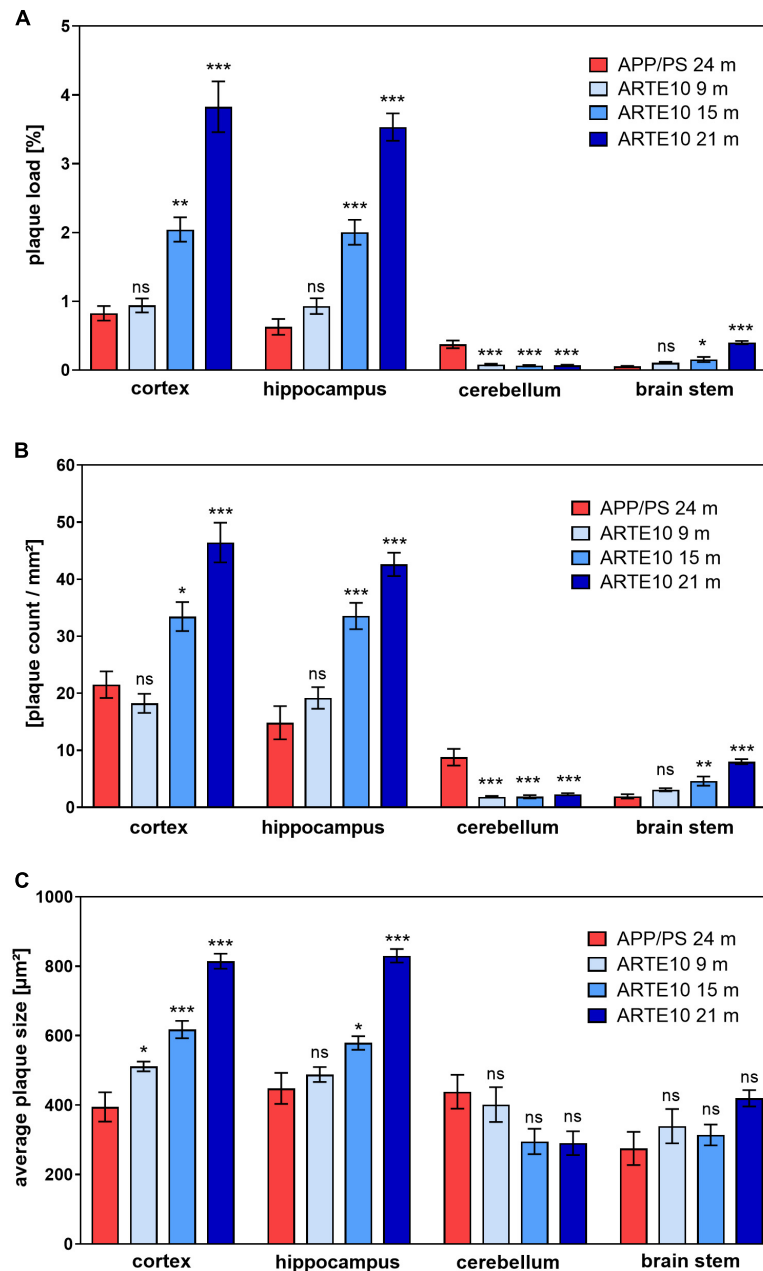 A
plaque load [%]
5
4
3
2
1
0
APP/PS 24 m
ARTE10 9 m
ARTE10 15 m
ARTE10 21 m
ns
**
***
ns
***
***
***
***
***
ns
*
***
cortex
hippocampus
cerebellum
brain stem
B
[plaque count / mm²]
60
50
40
30
20
10
0
APP/PS 24 m
ARTE10 9 m
ARTE10 15 m
ARTE10 21 m
ns
*
***
ns
***
***
***
***
***
ns
**
***
cortex
hippocampus
cerebellum
brain stem
C
average plaque size [µm²]
1000
800
600
400
200
0
APP/PS 24 m
ARTE10 9 m
ARTE10 15 m
ARTE10 21 m
*
***
***
ns
*
***
ns
ns
ns
ns
ns
ns
cortex
hippocampus
cerebellum
brain stem